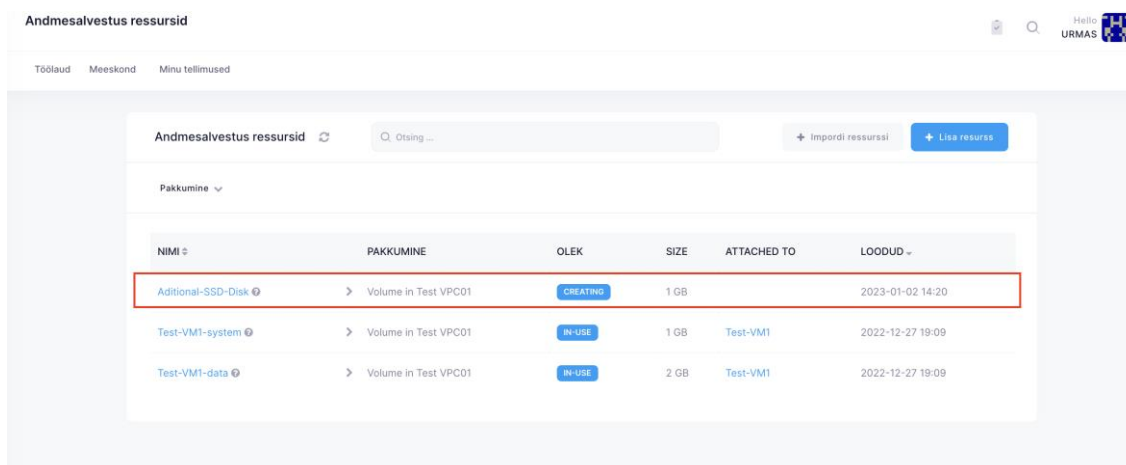 Andmesalvestus ressursid
Hello
URMAS
Töölaud Meeskond Minu tellimused
Andmesalvestus ressursid Otsing ... + Impordi ressurssi + Lisa resurss
Pakkumine
NIMI PAKKUMINE OLEK SIZE ATTACHED TO LOODUD
Aditional-SSD-Disk Volume in Test VPC01 CREATING 1 GB 2023-01-02 14:20
Test-VM1-system Volume in Test VPC01 IN-USE 1 GB Test-VM1 2022-12-27 19:09
Test-VM1-data Volume in Test VPC01 IN-USE 2 GB Test-VM1 2022-12-27 19:09